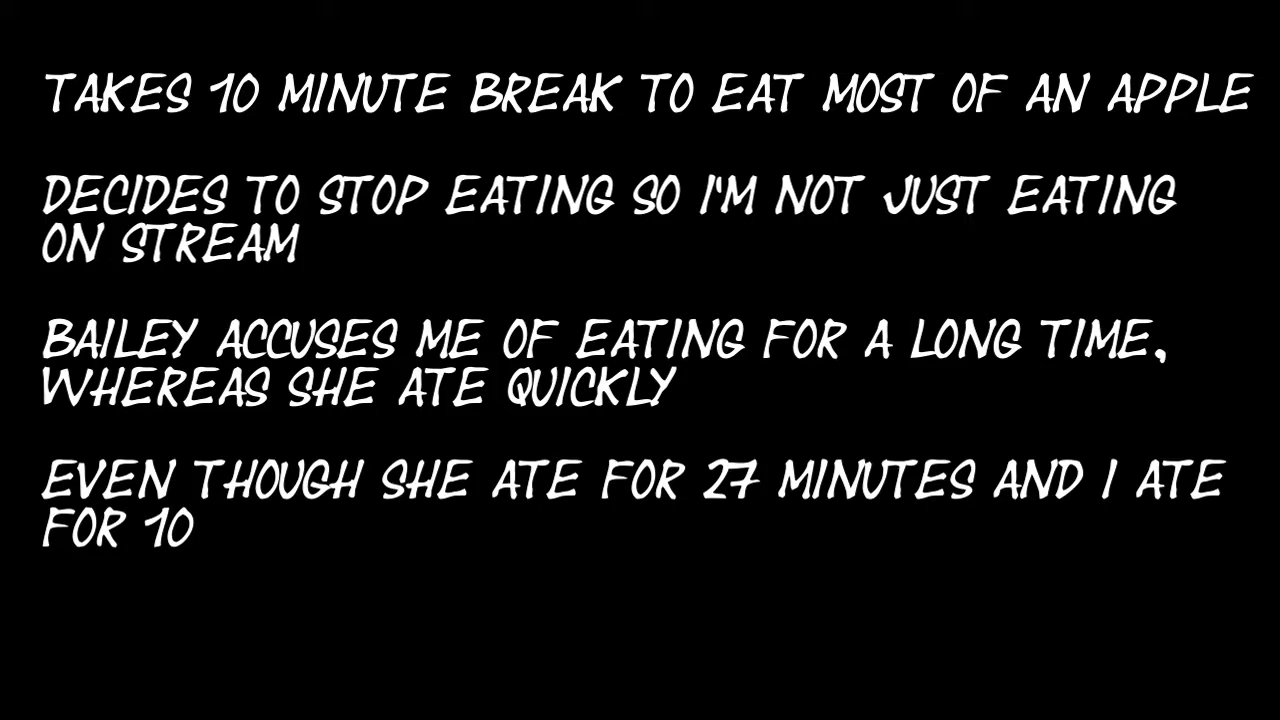 TAKES 10 MINUTE BREAK TO EAT MOST OF AN APPLE
DECIDES TO STOP EATING SO I'M NOT JUST EATING
ON STREAM
BAILEY ACCUSES ME OF EATING FOR A LONG TIME,
WHEREAS SHE ATE QUICKLY
EVEN THOUGH SHE ATE FOR 27 MINUTES AND I ATE
FOR 10